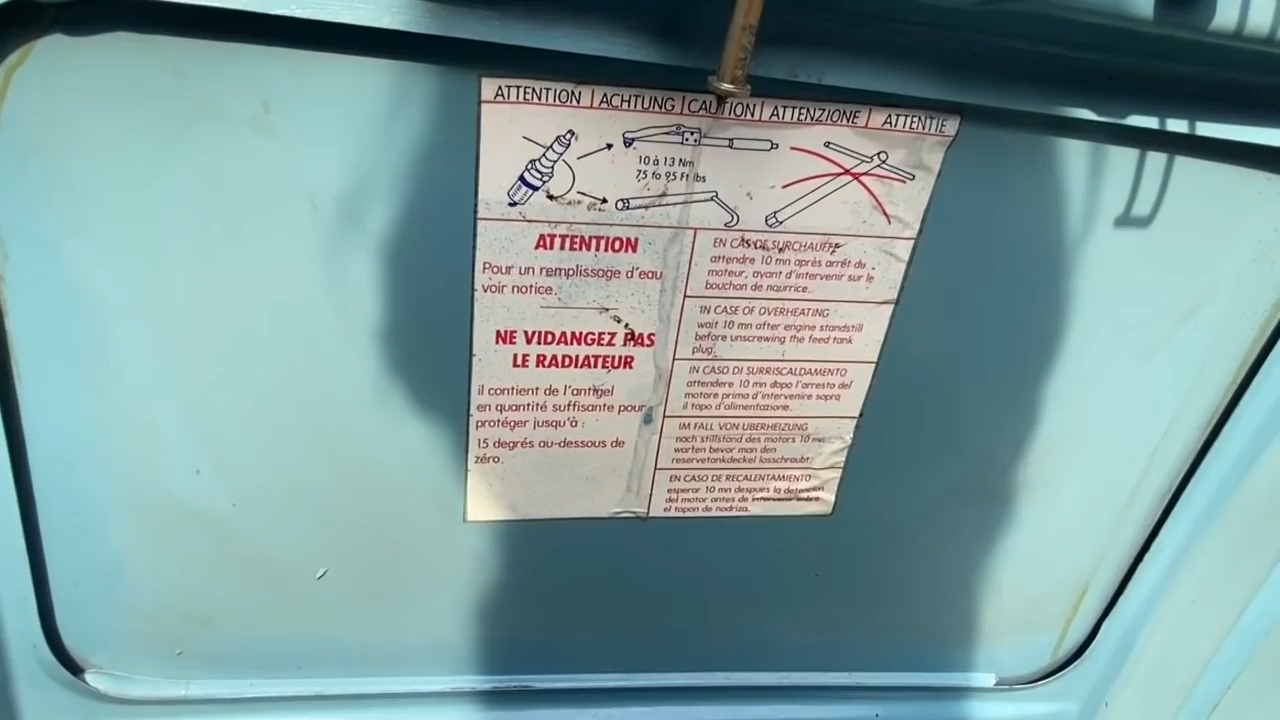 ATTENTION | ACHTUNG | CAUTION | ATTENZIONE | ATTENTIE
10 à 13 Nm
7,5 to 9,5 Ft lbs
ATTENTION
Pour un remplissage d'eau
voir notice.
NE VIDANGEZ PAS
LE RADIATEUR
il contient de l'antigel
en quantité suffisante pour
protéger jusqu'à :
15 degrés au-dessous de
zéro.
EN CAS DE SURCHAUFFE
attendre 10 mn après arrêt du
moteur, avant d'intervenir sur le
bouchon de nourrice.
IN CASE OF OVERHEATING
wait 10 mn after engine standstill
before unscrewing the feed tank
plug.
IN CASO DI SURRISCALDAMENTO
attendere 10 mn dopo l'arresto del
motore prima d'intervenire sopra
il tapo d'alimentazione.
IM FALL VON UBERHEIZUNG
nach stillstand des motors 10 mn
warten bevor man den
reservetankdeckel losschraubt.
EN CASO DE RECALENTAMIENTO
esperar 10 mn despues la detencion
del motor antes de intervenir sobre
el tapon de nodriza.